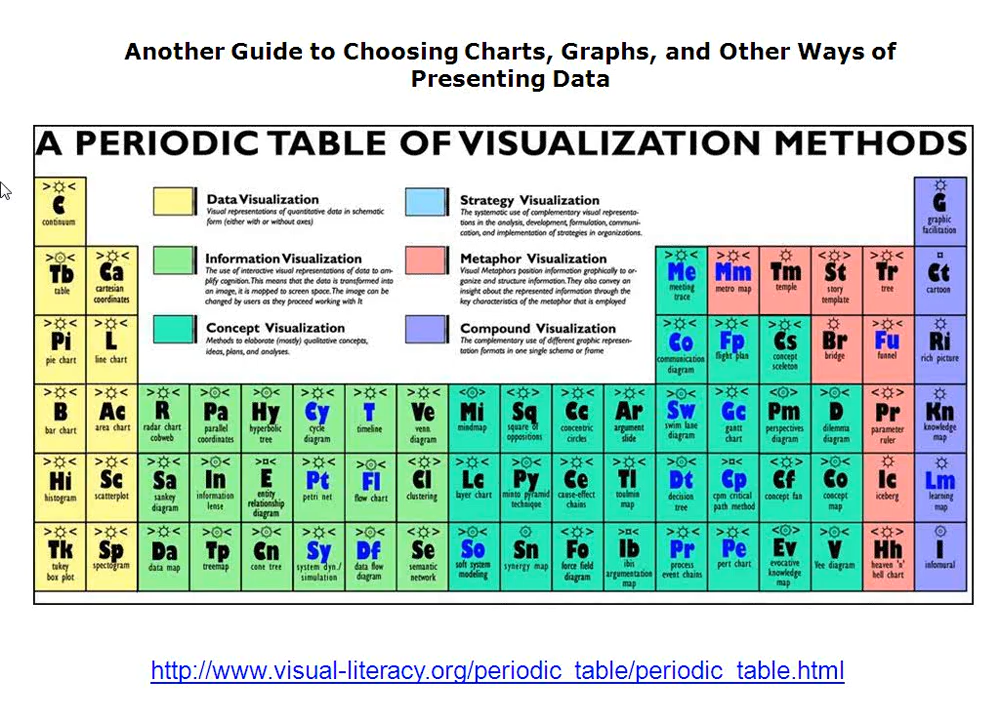 Another Guide to Choosing Charts, Graphs, and Other Ways of
Presenting Data
A PERIODIC TABLE OF VISUALIZATION METHODS
>☼<
C
continuum
Data Visualization
Visual representations of quantitative data in schematic
form (either with or without axes)
Strategy Visualization
The systematic use of complementary visual representa-
tions in the analysis, development, formulation, communi-
cation, and implementation of strategies in organizations.
G
graphic
facilitation
Tb
table
Ca
cartesian
coordinates
Information Visualization
The use of interactive visual representations of data to am-
plify cognition. This means that the data is transformed into
an image, it is mapped to screen space. The image can be
changed by users as they proceed working with it
Metaphor Visualization
Visual Metaphors position information graphically to or-
ganize and structure information. They also convey an
insight about the represented information through the
key characteristics of the metaphor that is employed
Me
meeting
trace
Mm
metro map
Tm
temple
St
story
template
Tr
tree
Ct
cartoon
Pi
pie chart
L
line chart
Concept Visualization
Methods to elaborate (mostly) qualitative concepts,
ideas, plans, and analyses.
Compound Visualization
The complementary use of different graphic represen-
tation formats in one single schema or frame
Co
communication
diagram
Fp
flight plan
Cs
concept
sceleton
Br
bridge
Fu
funnel
Ri
rich picture
B
bar chart
Ac
area chart
R
radar chart
cobweb
Pa
parallel
coordinates
Hy
hyperbolic
tree
Cy
cycle
diagram
T
timeline
Ve
venn
diagram
Mi
mindmap
Sq
square of
oppositions
Cc
concentric
circles
Ar
argument
slide
Sw
swim lane
diagram
Gc
gantt
chart
Pm
perspectives
diagram
D
dilemma
diagram
Pr
parameter
ruler
Kn
knowledge
map
Hi
histogram
Sc
scatterplot
Sa
sankey
diagram
In
information
lense
E
entity
relationship
diagram
Pt
petri net
Fl
flow chart
Cl
clustering
Lc
layer chart
Py
minto pyramid
technique
Ce
cause-effect
chains
Tl
toulmin
map
Dt
decision
tree
Cp
cpm critical
path method
Cf
concept fan
Co
concept
map
Ic
iceberg
Lm
learning
map
Tk
tukey
box plot
Sp
spectogram
Da
data map
Tp
treemap
Cn
cone tree
Sy
system dyn./
simulation
Df
data flow
diagram
Se
semantic
network
So
soft system
modeling
Sn
synergy map
Fo
force field
diagram
Ib
ibis
argumentation
map
Pr
process
event chains
Pe
pert chart
Ev
evocative
knowledge
map
V
Vee diagram
Hh
heaven 'n'
hell chart
I
infomural
http://www.visual-literacy.org/periodic_table/periodic_table.html